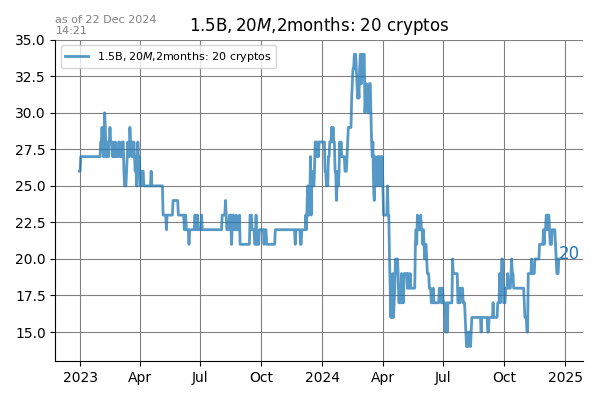 as of 22 Dec 2024
14:21
1.5B, 20M,2months: 20 cryptos
1.5B, 20M,2months: 20 cryptos
35.0
32.5
30.0
27.5
25.0
22.5
20.0
17.5
15.0
20
2023 Apr Jul Oct 2024 Apr Jul Oct 2025